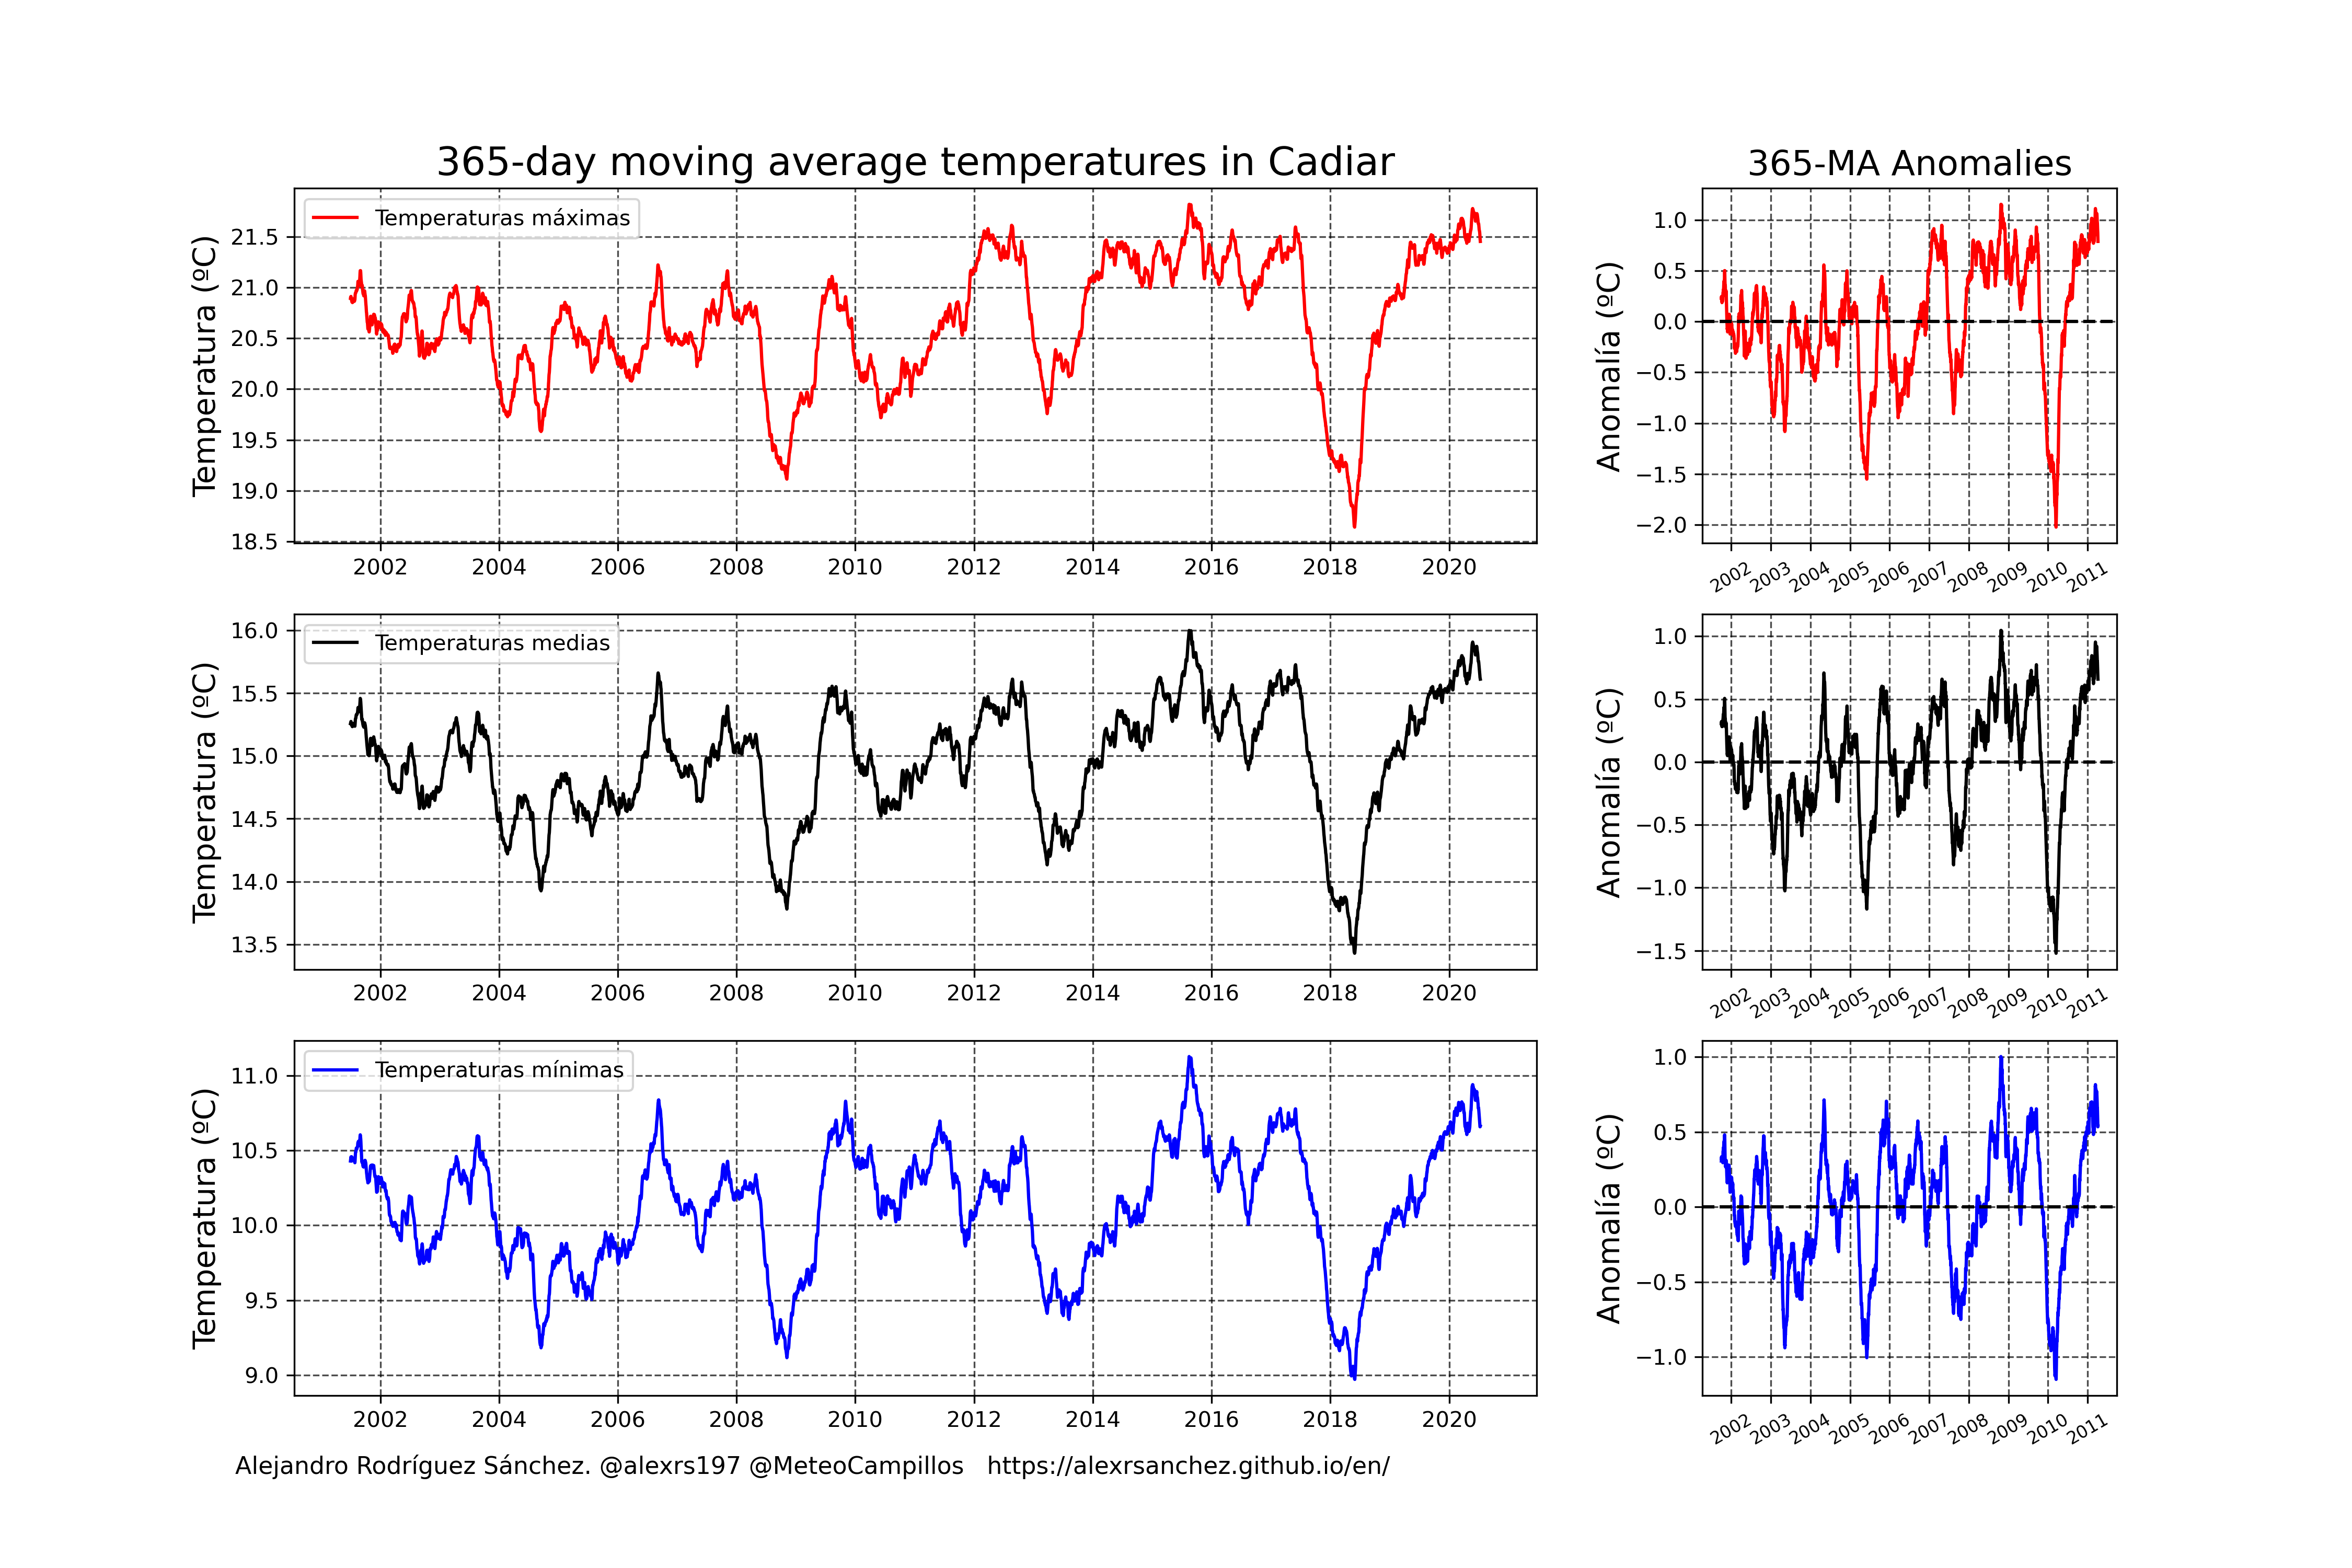 365-day moving average temperatures in Cadiar
365-MA Anomalies
Temperatura (ºC)
21.5
21.0
20.5
20.0
19.5
19.0
18.5
Temperaturas máximas
2002 2004 2006 2008 2010 2012 2014 2016 2018 2020
Anomalía (ºC)
1.0
0.5
0.0
−0.5
−1.0
−1.5
−2.0
2002 2003 2004 2005 2006 2007 2008 2009 2010 2011
Temperatura (ºC)
16.0
15.5
15.0
14.5
14.0
13.5
Temperaturas medias
2002 2004 2006 2008 2010 2012 2014 2016 2018 2020
Anomalía (ºC)
1.0
0.5
0.0
−0.5
−1.0
−1.5
2002 2003 2004 2005 2006 2007 2008 2009 2010 2011
Temperatura (ºC)
11.0
10.5
10.0
9.5
9.0
Temperaturas mínimas
2002 2004 2006 2008 2010 2012 2014 2016 2018 2020
Anomalía (ºC)
1.0
0.5
0.0
−0.5
−1.0
2002 2003 2004 2005 2006 2007 2008 2009 2010 2011
Alejandro Rodríguez Sánchez. @alexrs197 @MeteoCampillos https://alexrsanchez.github.io/en/